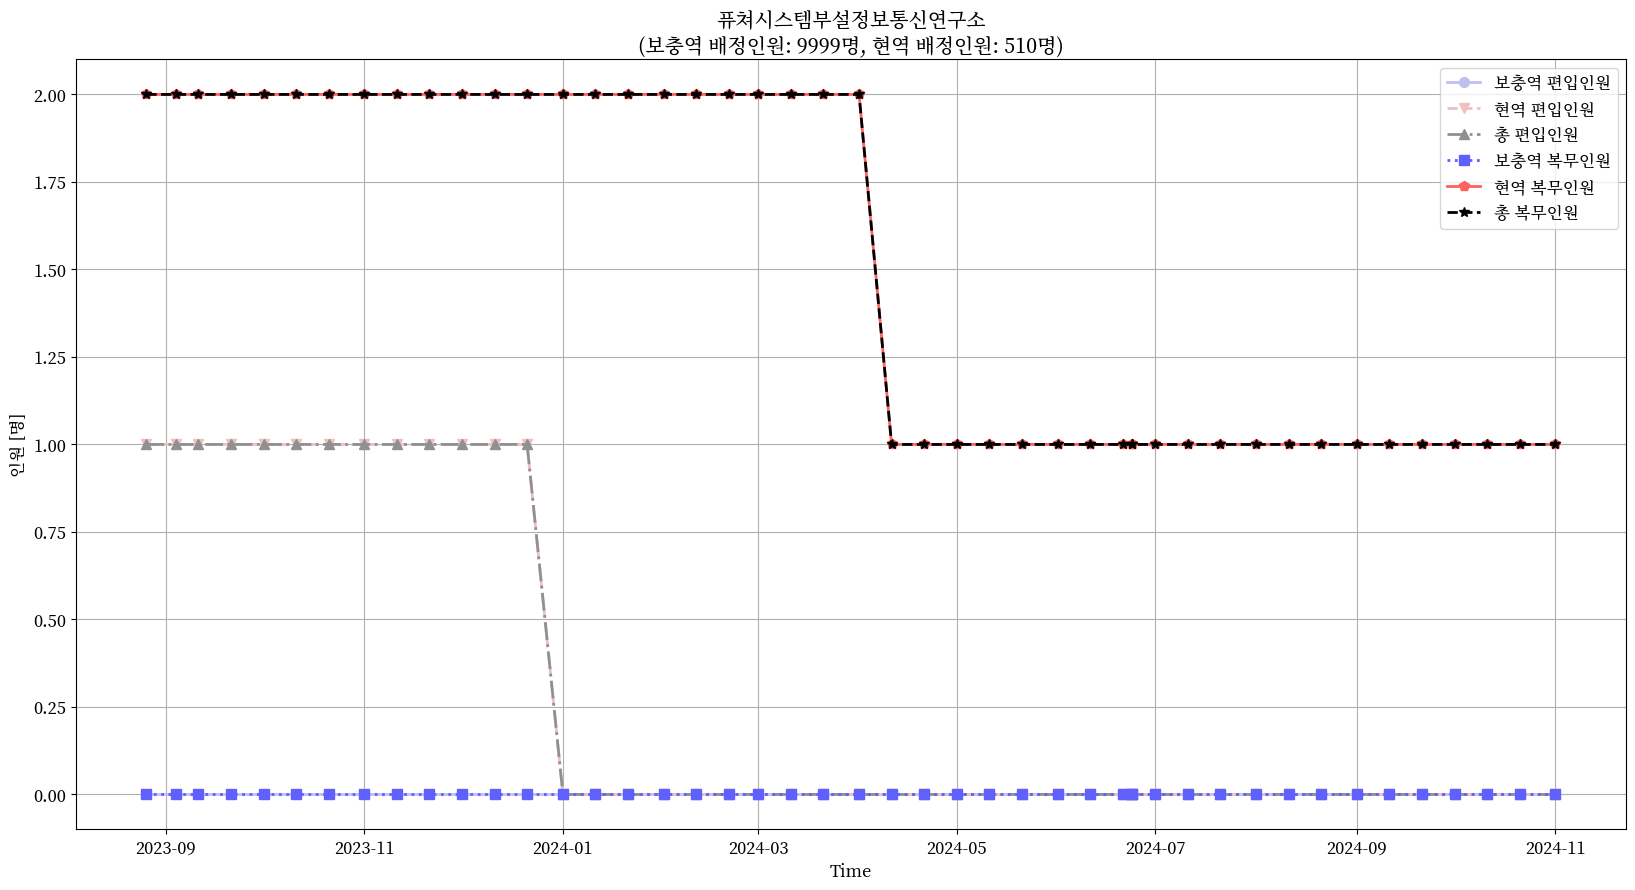 퓨쳐시스템부설정보통신연구소
(보충역 배정인원: 9999명, 현역 배정인원: 510명)
보충역 편입인원
현역 편입인원
총 편입인원
보충역 복무인원
현역 복무인원
총 복무인원
인원 [명]
2.00
1.75
1.50
1.25
1.00
0.75
0.50
0.25
0.00
2023-09
2023-11
2024-01
2024-03
2024-05
2024-07
2024-09
2024-11
Time